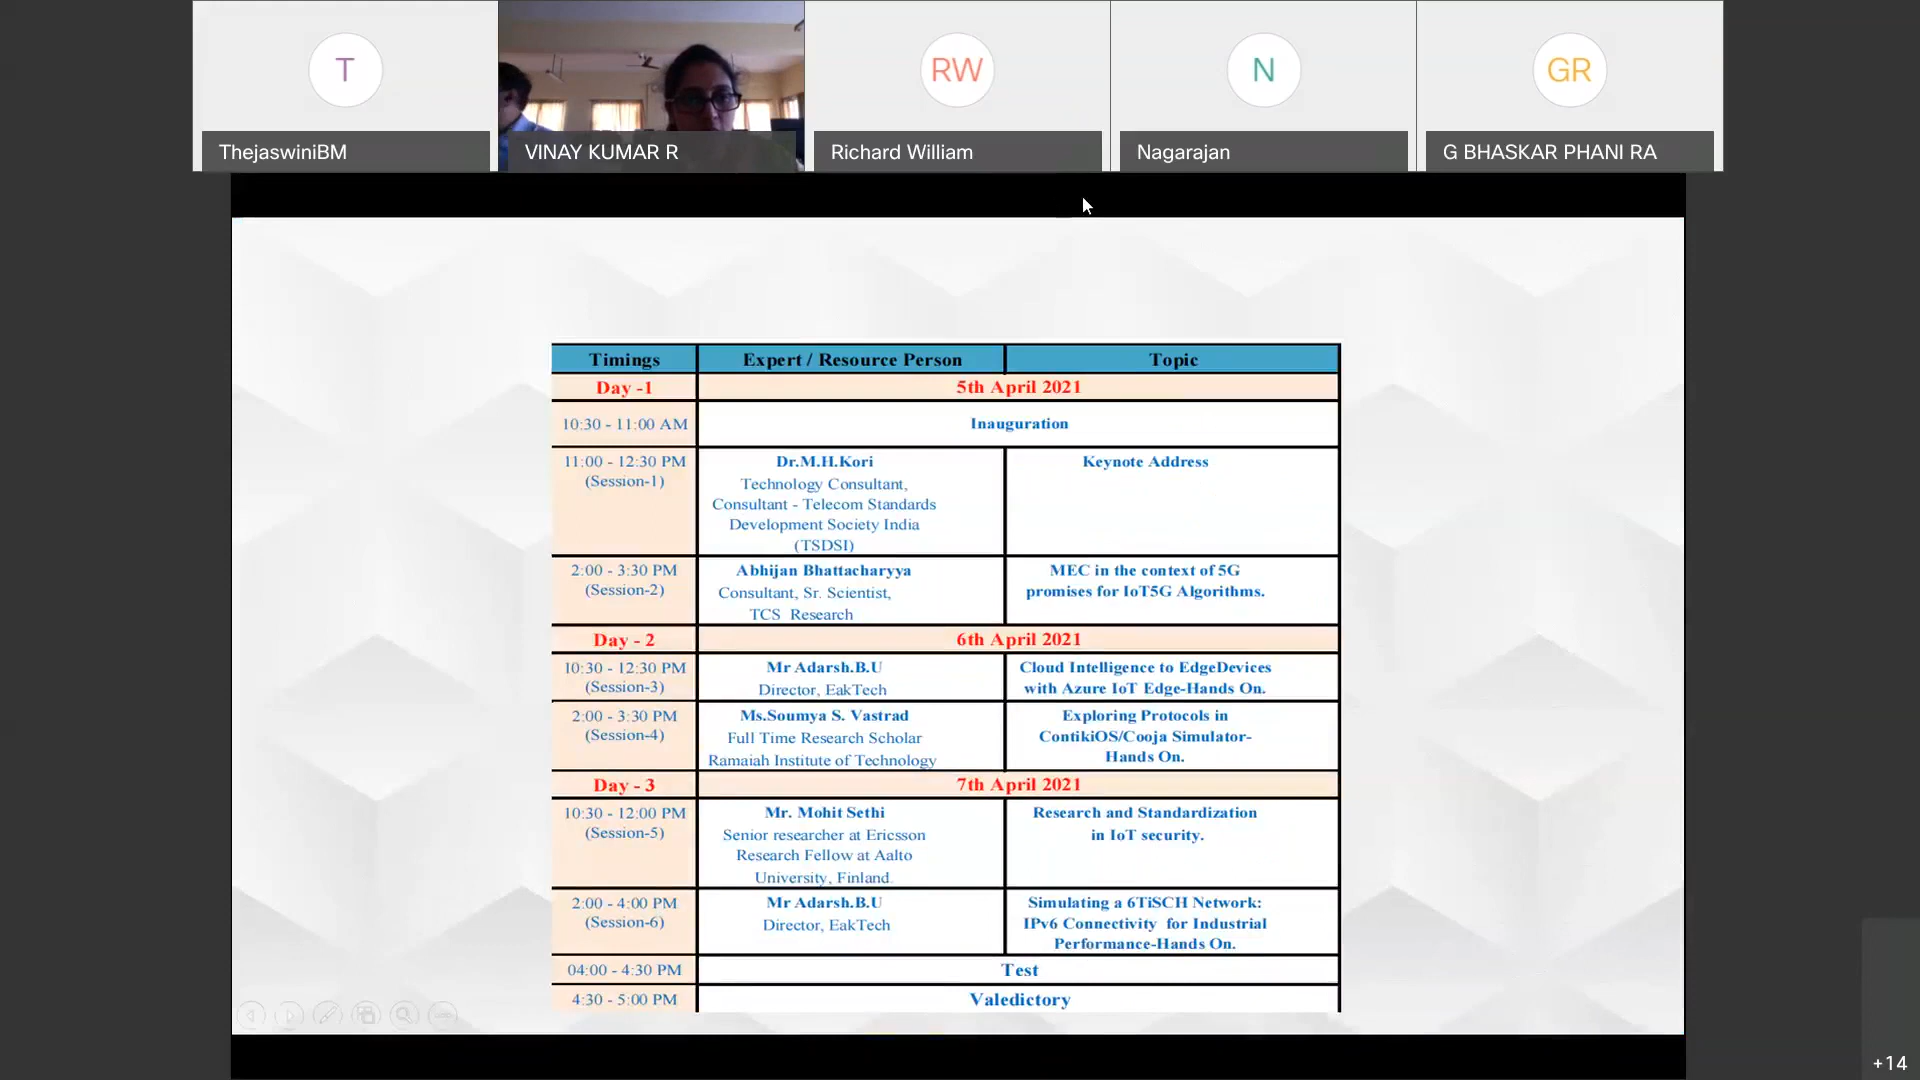 T
RW
N
GR
ThejaswiniBM
VINAY KUMAR R
Richard William
Nagarajan
G BHASKAR PHANI RA
Timings
Expert / Resource Person
Topic
Day -1
5th April 2021
10:30 - 11:00 AM
Inauguration
11:00 - 12:30 PM
(Session-1)
Dr.M.H.Kori
Technology Consultant,
Consultant - Telecom Standards
Development Society India
(TSDSI)
Keynote Address
2:00 - 3:30 PM
(Session-2)
Abhijan Bhattacharyya
Consultant, Sr. Scientist,
TCS Research
MEC in the context of 5G
promises for IoT5G Algorithms.
Day - 2
6th April 2021
10:30 - 12:30 PM
(Session-3)
Mr Adarsh.B.U
Director, EakTech
Cloud Intelligence to EdgeDevices
with Azure IoT Edge-Hands On.
2:00 - 3:30 PM
(Session-4)
Ms.Soumya S. Vastrad
Full Time Research Scholar
Ramaiah Institute of Technology
Exploring Protocols in
ContikiOS/Cooja Simulator-
Hands On.
Day - 3
7th April 2021
10:30 - 12:00 PM
(Session-5)
Mr. Mohit Sethi
Senior researcher at Ericsson
Research Fellow at Aalto
University, Finland.
Research and Standardization
in IoT security.
2:00 - 4:00 PM
(Session-6)
Mr Adarsh.B.U
Director, EakTech
Simulating a 6TiSCH Network:
IPv6 Connectivity for Industrial
Performance-Hands On.
04:00 - 4:30 PM
Test
4:30 - 5:00 PM
Valedictory
+14